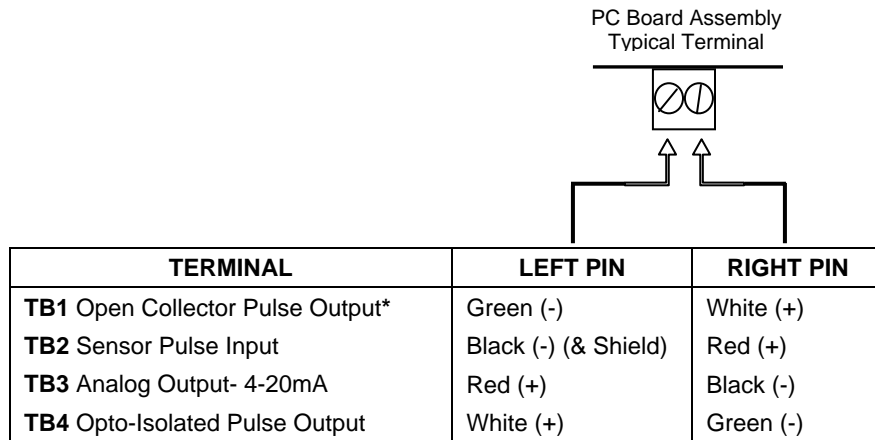 PC Board Assembly
Typical Terminal
TERMINAL LEFT PIN RIGHT PIN
TB1 Open Collector Pulse Output* Green (-) White (+)
TB2 Sensor Pulse Input Black (-) (& Shield) Red (+)
TB3 Analog Output- 4-20mA Red (+) Black (-)
TB4 Opto-Isolated Pulse Output White (+) Green (-)